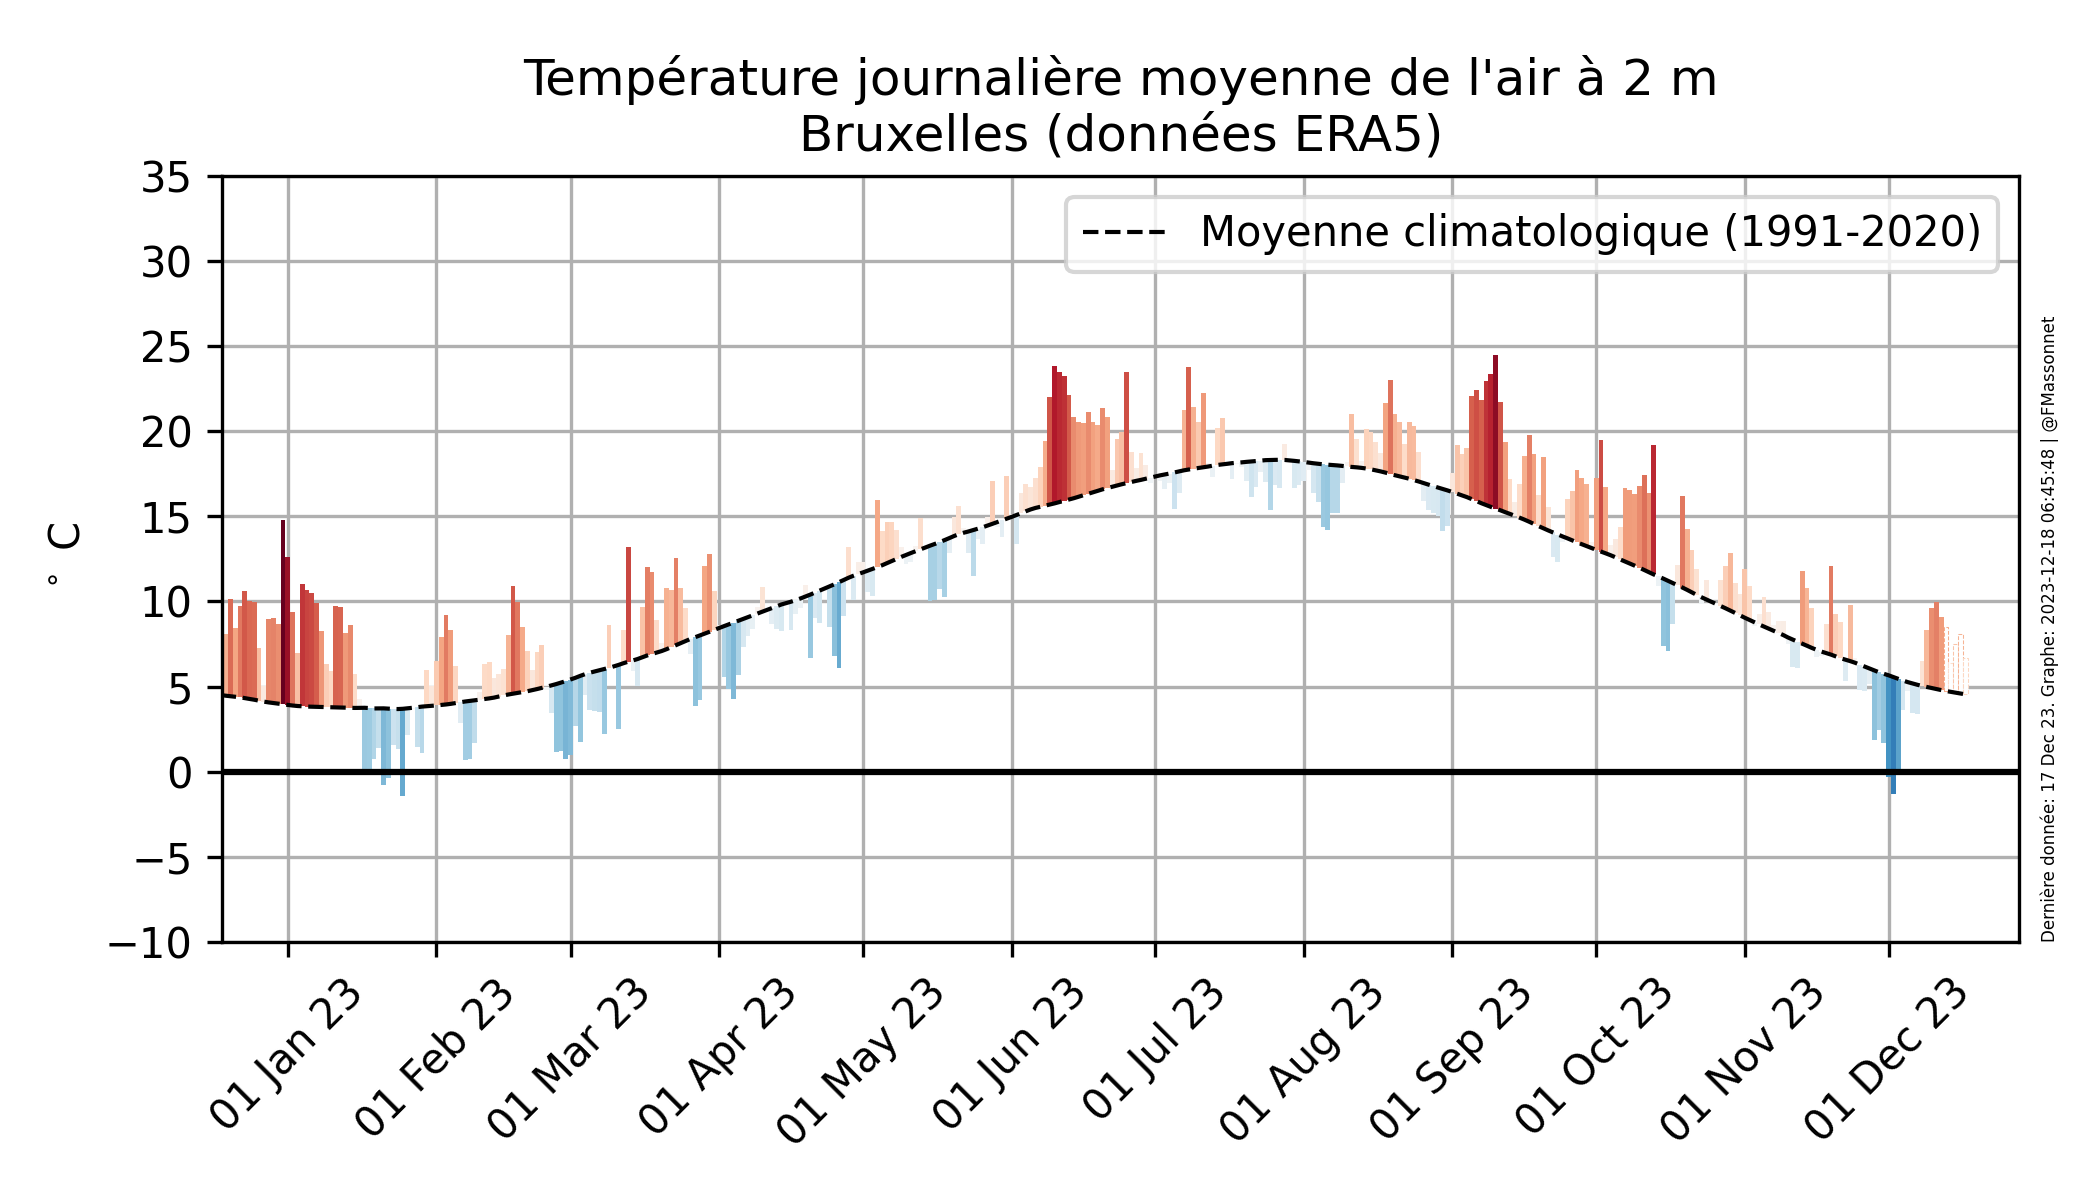 Température journalière moyenne de l'air à 2 m
Bruxelles (données ERA5)
35
30
25
20
15
10
5
0
−5
−10
° C
Moyenne climatologique (1991-2020)
01 Jan 23
01 Feb 23
01 Mar 23
01 Apr 23
01 May 23
01 Jun 23
01 Jul 23
01 Aug 23
01 Sep 23
01 Oct 23
01 Nov 23
01 Dec 23
Dernière donnée: 17 Dec 23. Graphe: 2023-12-18 06:45:48 | @FMassonnet